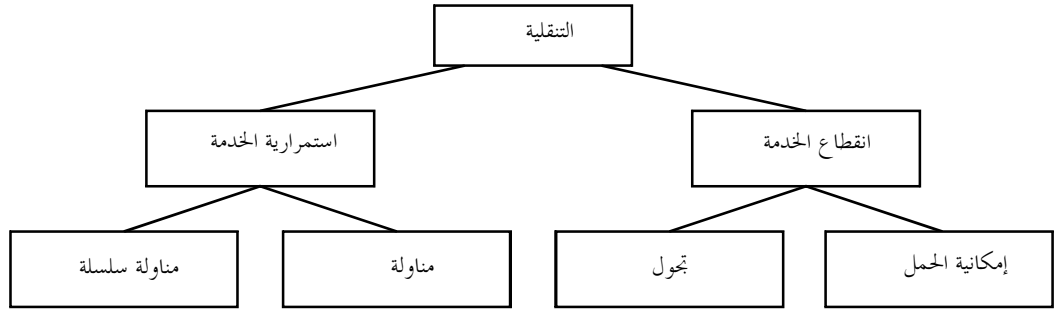 التنقلية
انقطاع الخدمة
استمرارية الخدمة
إمكانية الحمل
تجول
مناولة
مناولة سلسلة